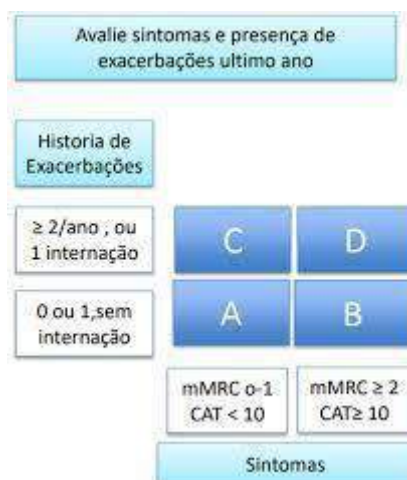 Avalie sintomas e presença de
exacerbações ultimo ano
Historia de
Exacerbações
≥ 2/ano , ou
1 internação
C
D
0 ou 1,sem
internação
A
B
mMRC o-1
CAT < 10
mMRC ≥ 2
CAT≥ 10
Sintomas